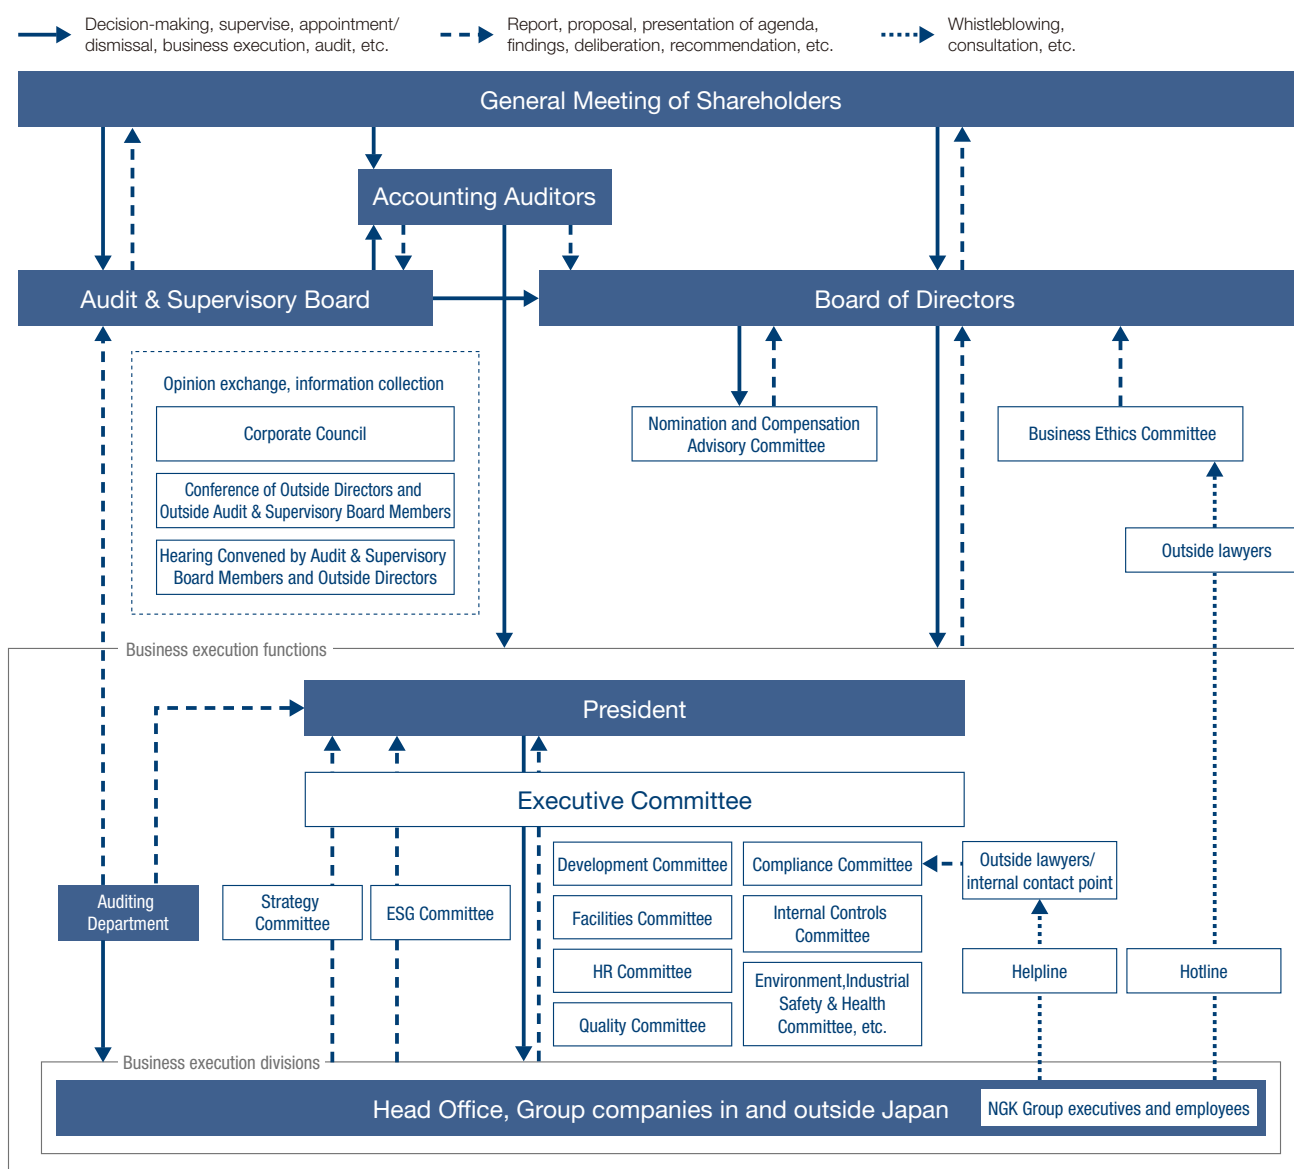 Decision-making, supervise, appointment/
dismissal, business execution, audit, etc.
Report, proposal, presentation of agenda,
findings, deliberation, recommendation, etc.
Whistleblowing,
consultation, etc.
General Meeting of Shareholders
Accounting Auditors
Audit & Supervisory Board
Board of Directors
Opinion exchange, information collection
Corporate Council
Conference of Outside Directors and
Outside Audit & Supervisory Board Members
Hearing Convened by Audit & Supervisory
Board Members and Outside Directors
Nomination and Compensation
Advisory Committee
Business Ethics Committee
Outside lawyers
Business execution functions
President
Executive Committee
Auditing
Department
Strategy
Committee
ESG Committee
Development Committee
Facilities Committee
HR Committee
Quality Committee
Compliance Committee
Internal Controls
Committee
Environment,Industrial
Safety & Health
Committee, etc.
Outside lawyers/
internal contact point
Helpline
Hotline
Business execution divisions
Head Office, Group companies in and outside Japan
NGK Group executives and employees